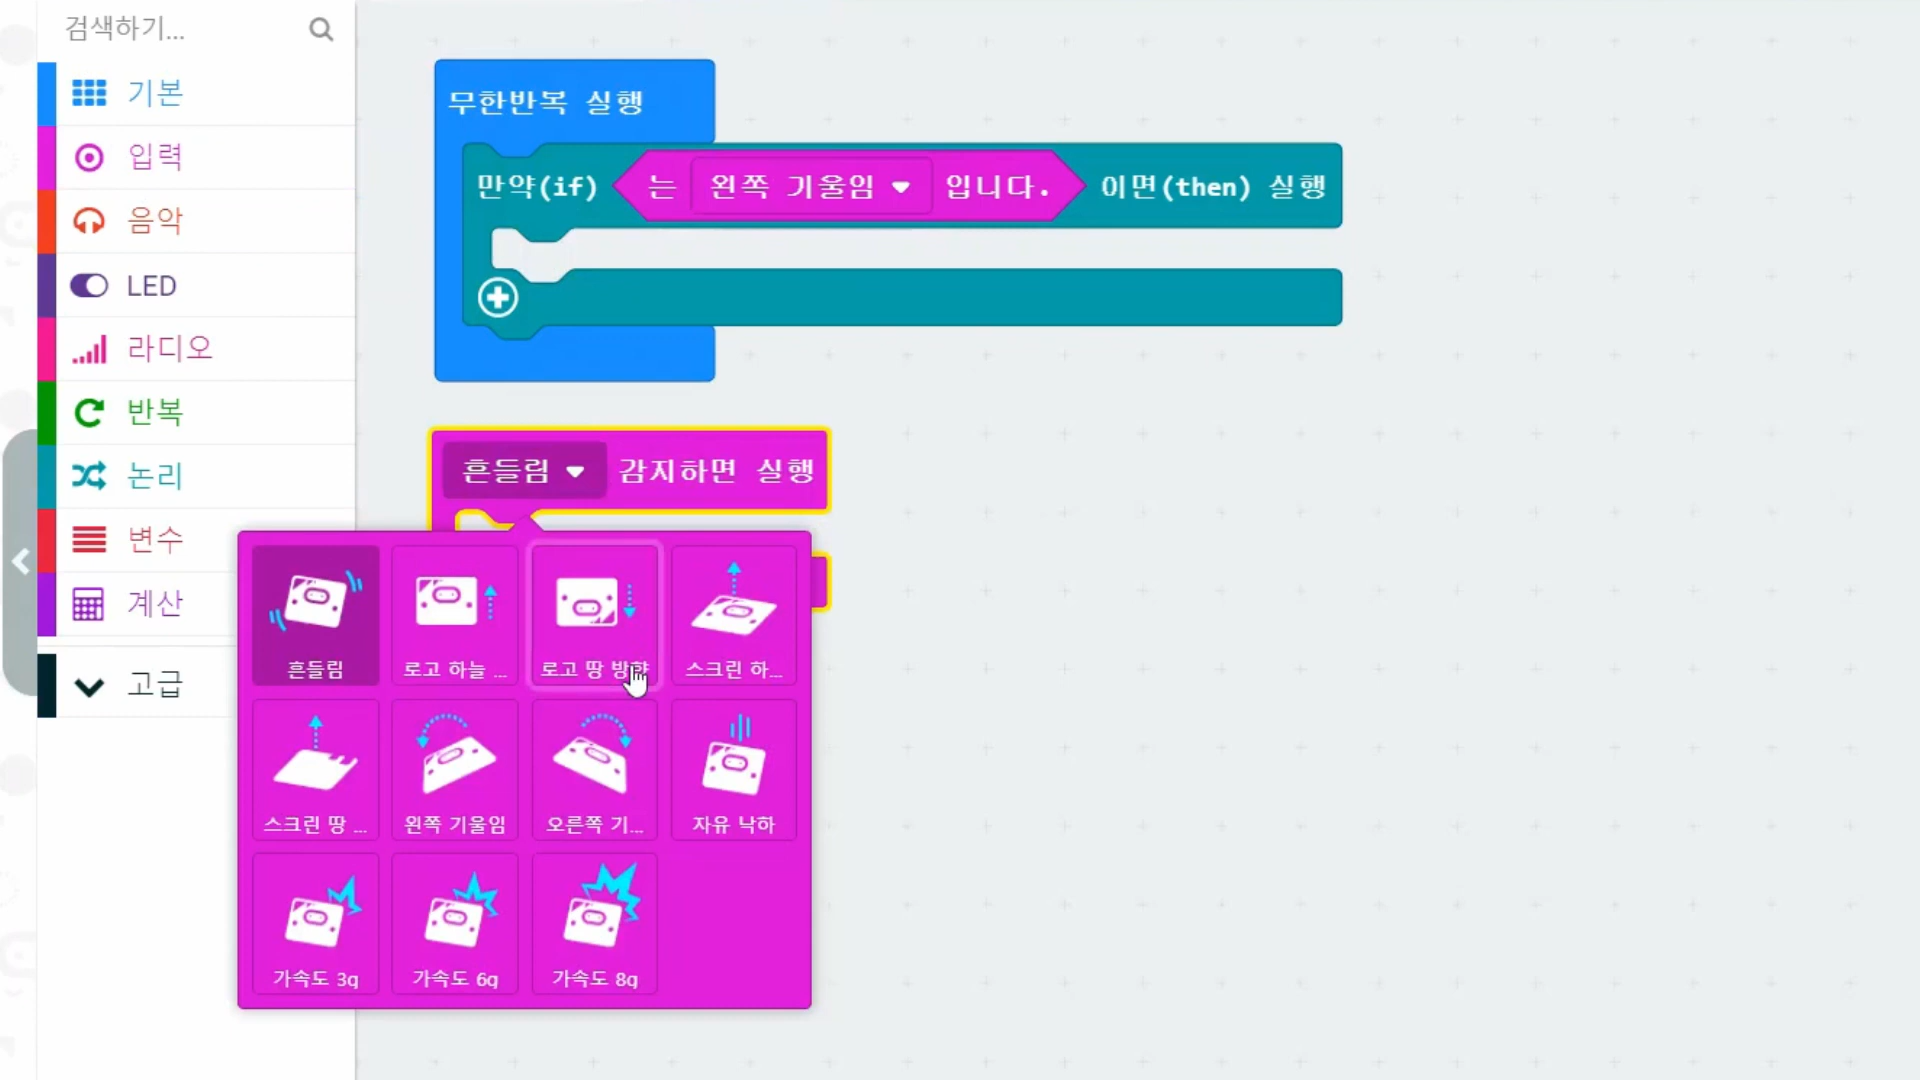 검색하기...
기본
입력
음악
LED
라디오
반복
논리
변수
계산
고급
무한반복 실행
만약(if) 는 왼쪽 기울임 입니다. 이면(then) 실행
흔들림 감지하면 실행
흔들림 로고 하늘 ... 로고 땅 방향 스크린 하...
스크린 땅 ... 왼쪽 기울임 오른쪽 기... 자유 낙하
가속도 3g 가속도 6g 가속도 8g